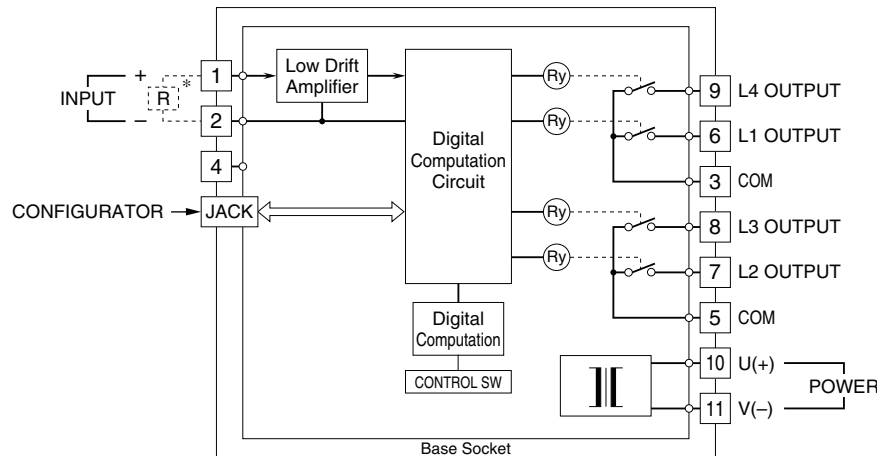 INPUT
+
−
R
*
1
2
4
JACK
CONFIGURATOR
Low Drift
Amplifier
Digital
Computation
Circuit
Digital
Computation
CONTROL SW
Ry
Ry
Ry
Ry
9 L4 OUTPUT
6 L1 OUTPUT
3 COM
8 L3 OUTPUT
7 L2 OUTPUT
5 COM
10 U(+)
11 V(–)
POWER
Base Socket